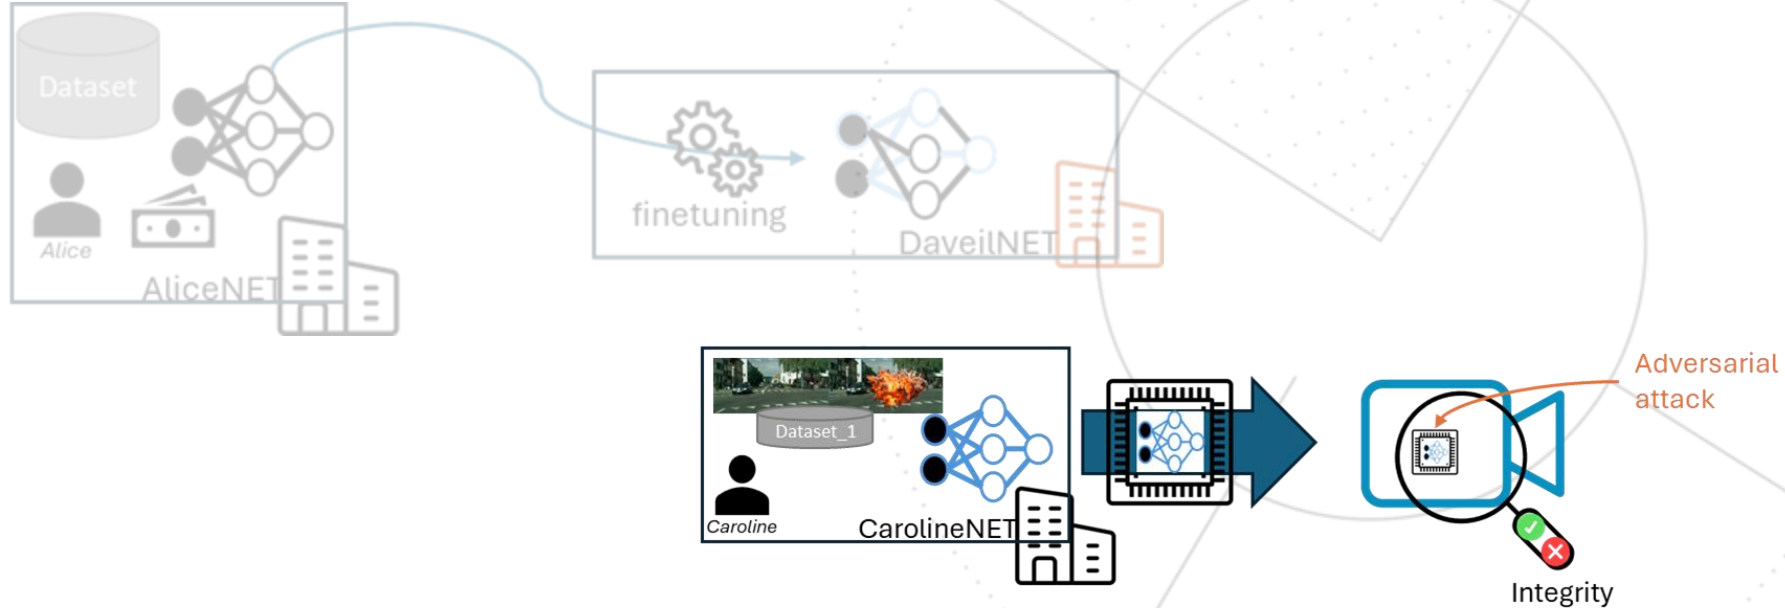 Dataset
Alice
AliceNET
finetuning
DaveilNET
Dataset_1
Caroline
CarolineNET
Adversarial
attack
Integrity